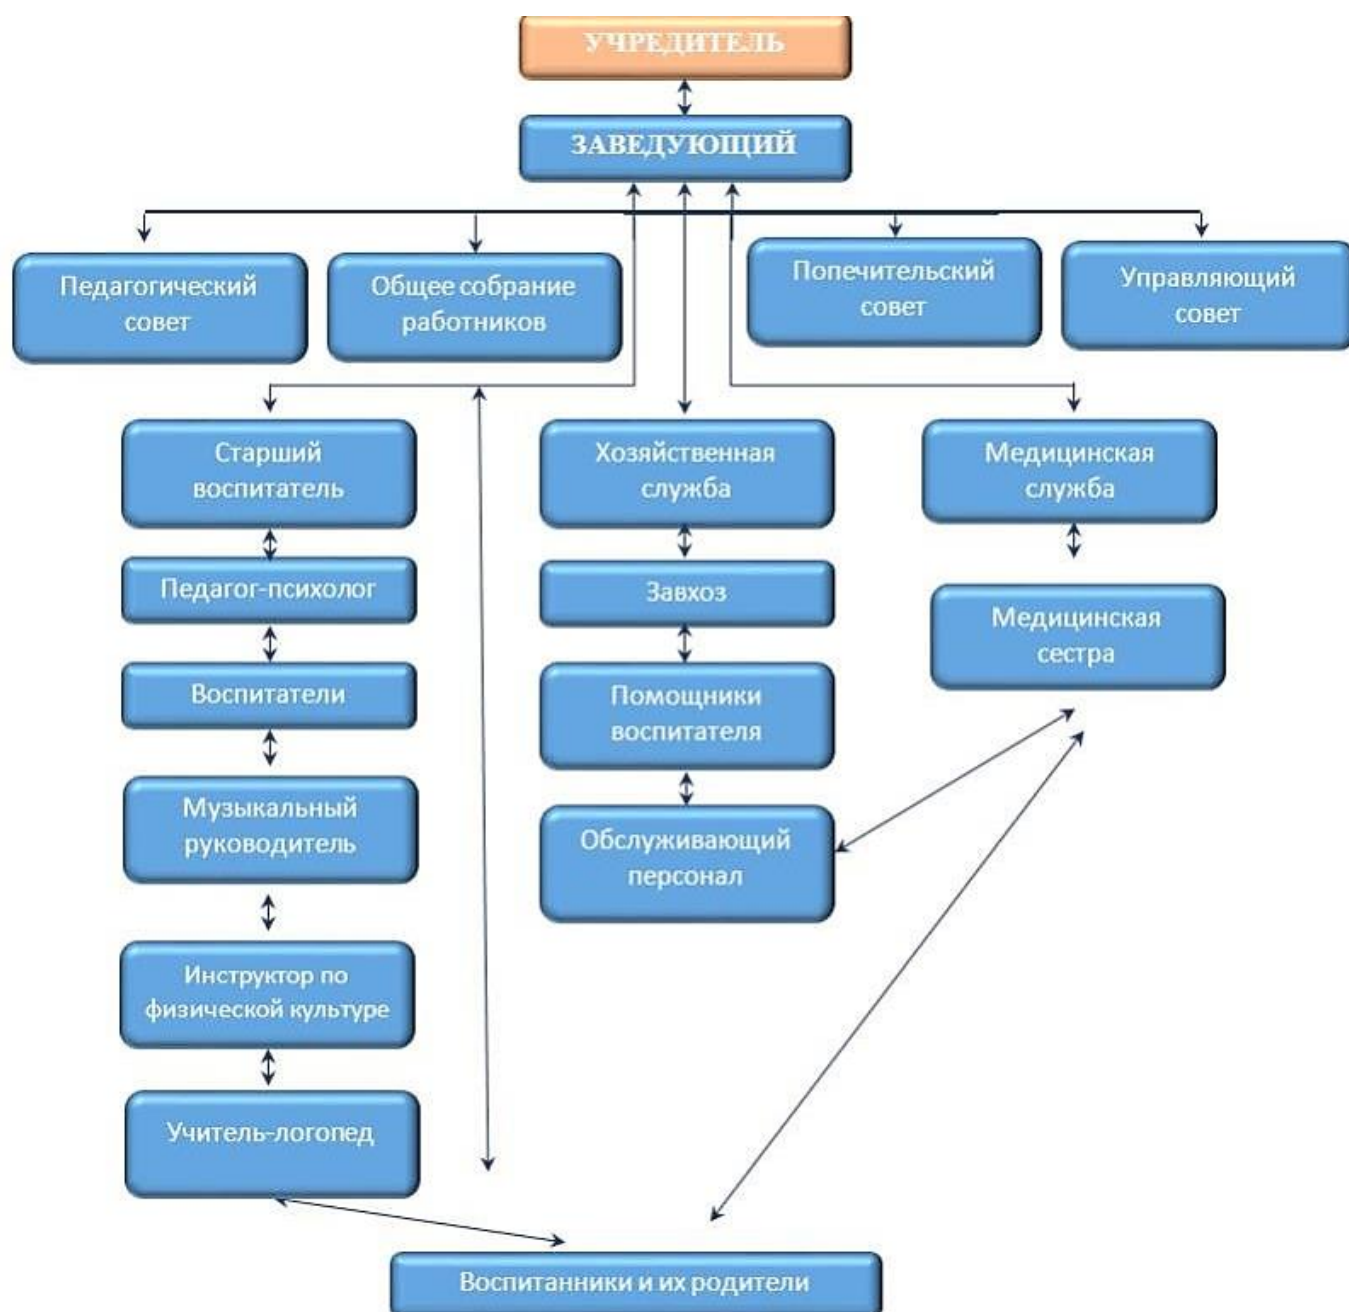 УЧРЕДИТЕЛЬ
ЗАВЕДУЮЩИЙ
Педагогический
совет
Общее собрание
работников
Попечительский
совет
Управляющий
совет
Старший
воспитатель
Хозяйственная
служба
Медицинская
служба
Педагог-психолог
Завхоз
Медицинская
сестра
Воспитатели
Помощники
воспитателя
Музыкальный
руководитель
Обслуживающий
персонал
Инструктор по
физической культуре
Учитель-логопед
Воспитанники и их родители